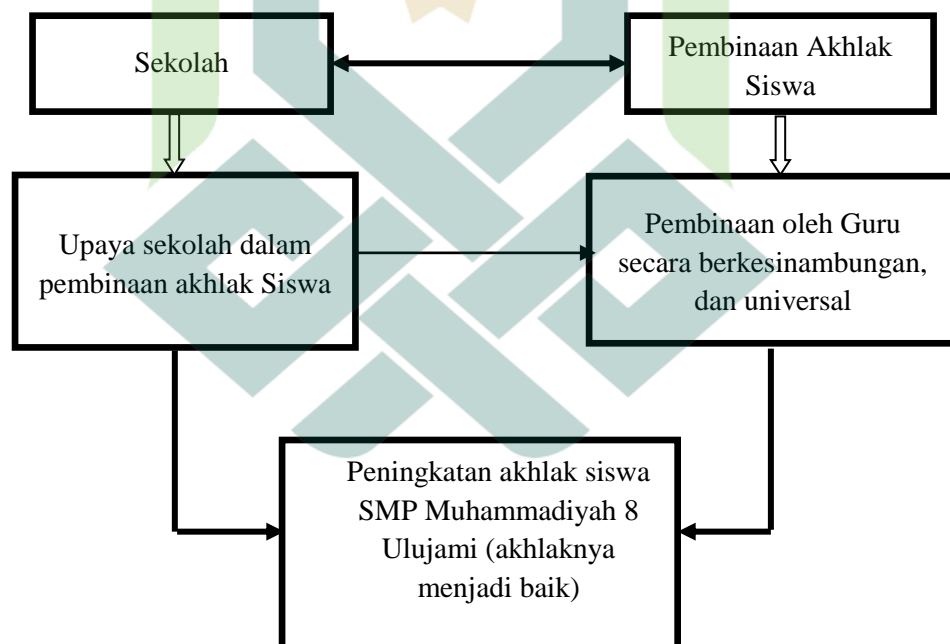 Sekolah
Pembinaan Akhlak
Siswa
Upaya sekolah dalam
pembinaan akhlak Siswa
Pembinaan oleh Guru
secara berkesinambungan,
dan universal
Peningkatan akhlak siswa
SMP Muhammadiyah 8
Ulujami (akhlaknya
menjadi baik)